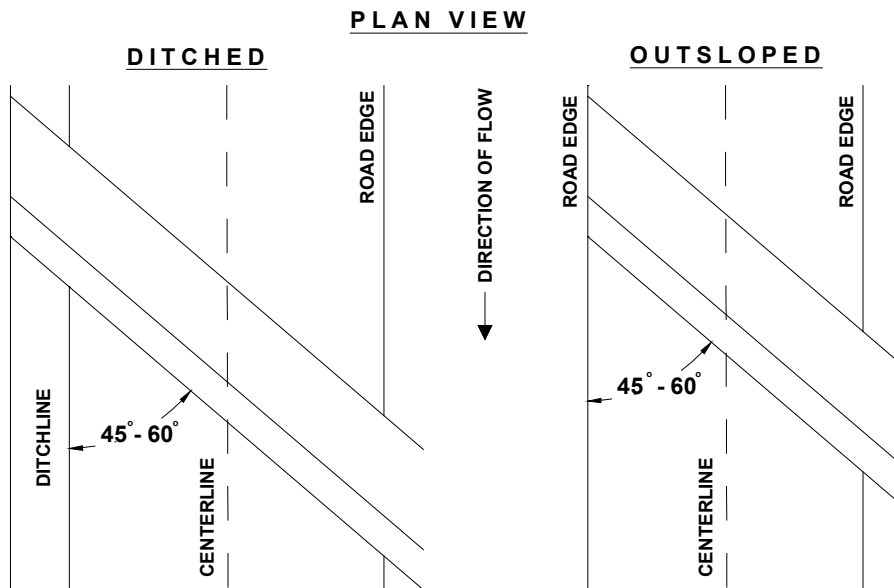 PLAN VIEW
DITCHED
OUTSLOPED
ROAD EDGE
DIRECTION OF FLOW
ROAD EDGE
ROAD EDGE
45° - 60°
45° - 60°
DITCHLINE
CENTERLINE
CENTERLINE